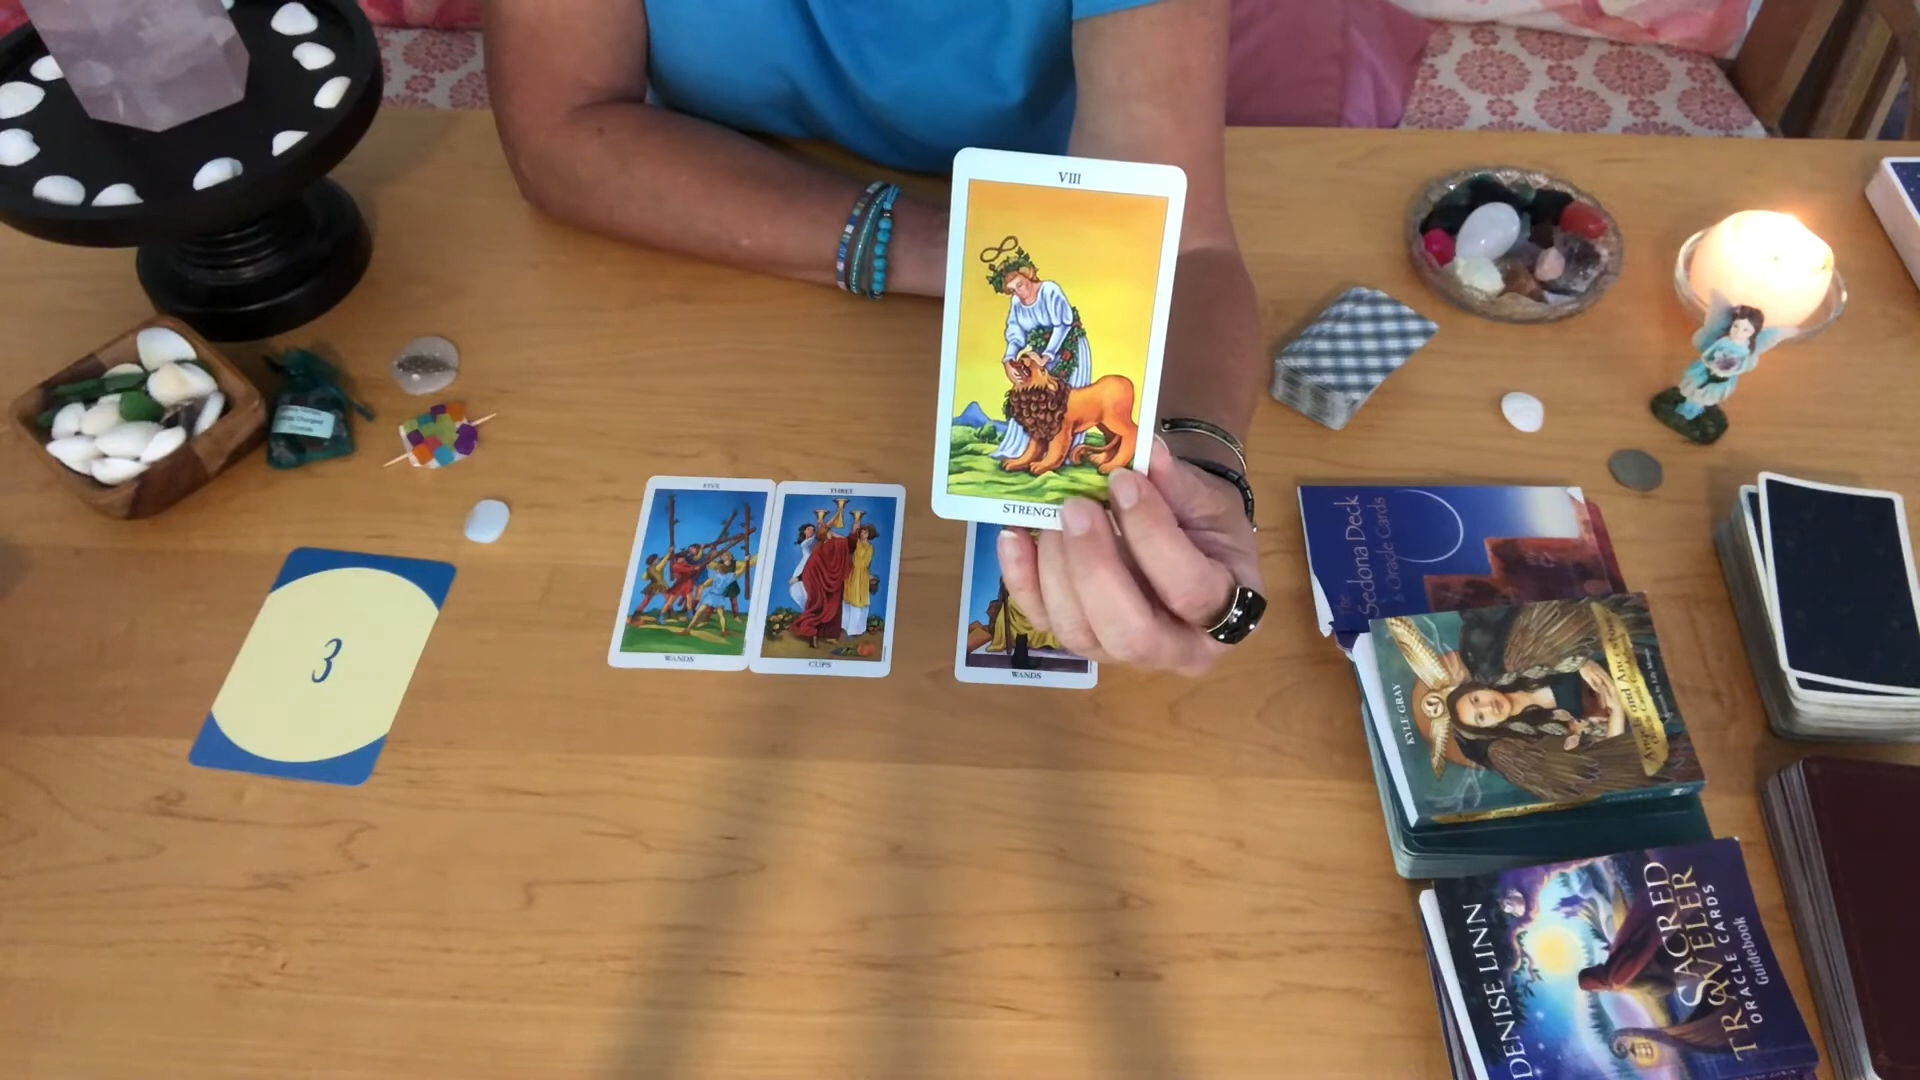 VIII
STRENGT
FIVE
WANDS
THREE
CUPS
WANDS
3
The
Sedona Deck
Oracle Cards
KYLE GRAY
Angels and Ancestors
DENISE LINN
SACRED
TRAVELER
ORACLE CARDS
Guidebook